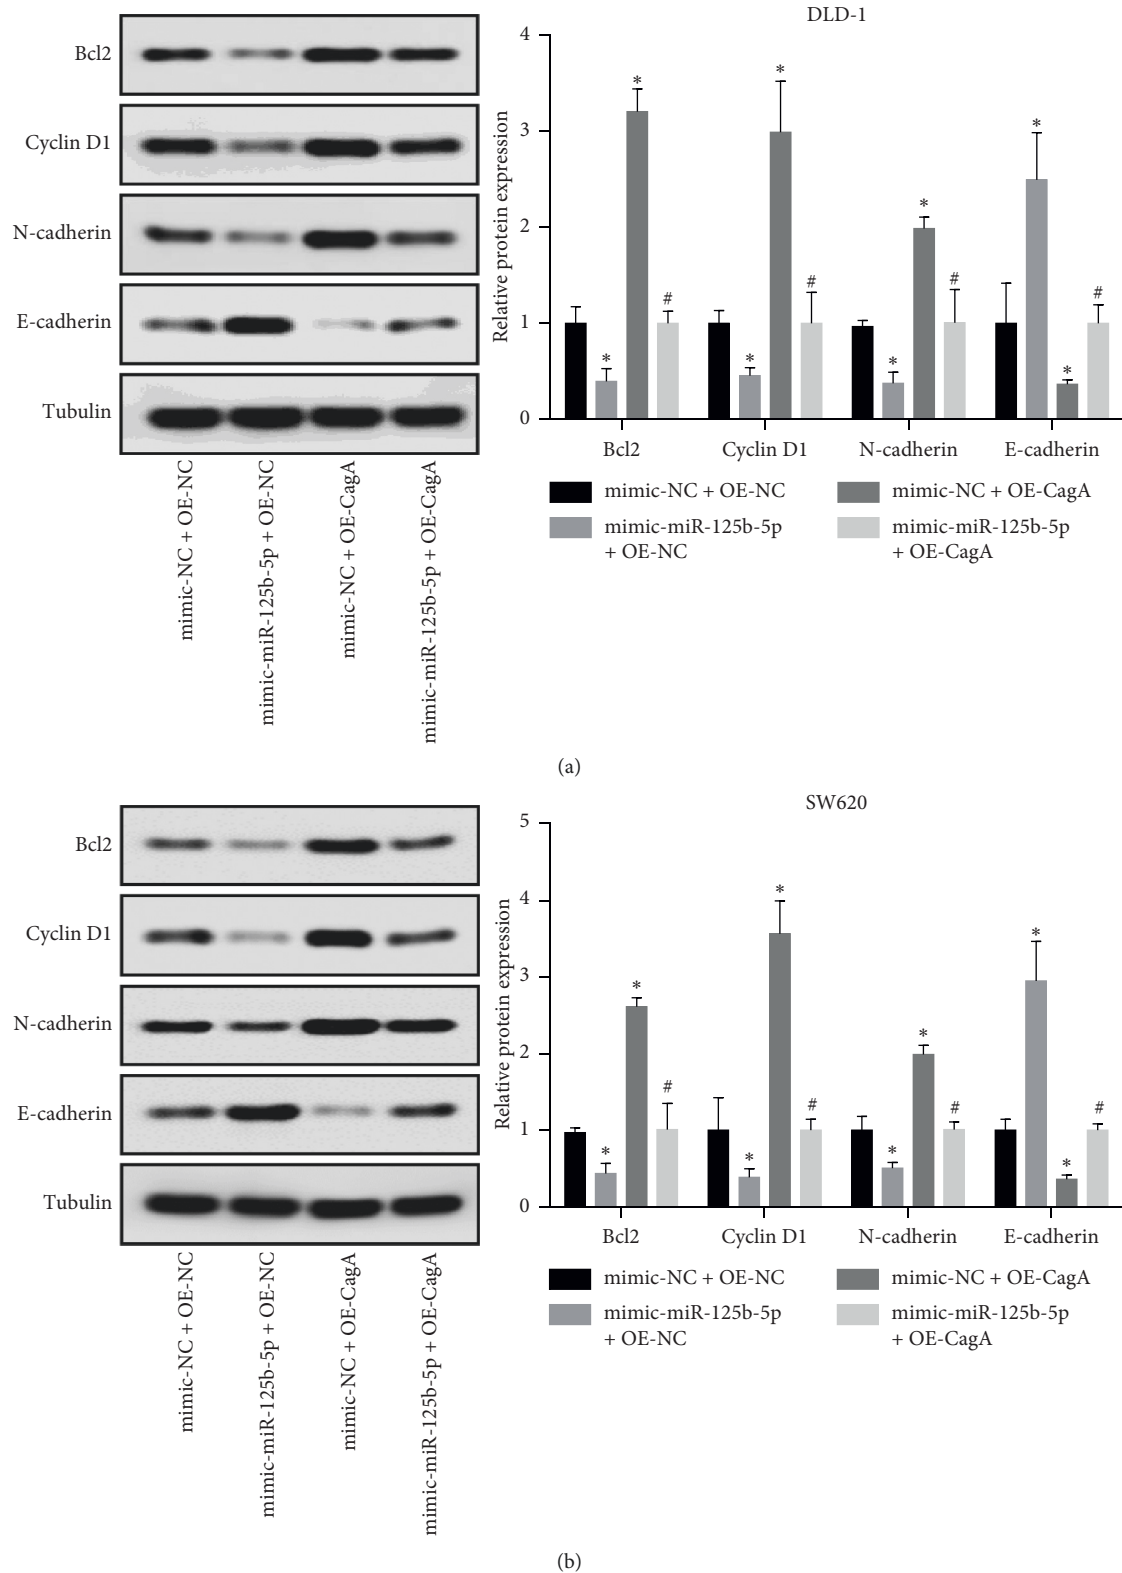 Bcl2
Cyclin D1
N-cadherin
E-cadherin
Tubulin
mimic-NC + OE-NC
mimic-miR-125b-5p + OE-NC
mimic-NC + OE-CagA
mimic-miR-125b-5p + OE-CagA
DLD-1
Relative protein expression
4
3
2
1
0
* * #
* * #
* * #
* * #
Bcl2 Cyclin D1 N-cadherin E-cadherin
mimic-NC + OE-NC
mimic-miR-125b-5p
+ OE-NC
mimic-NC + OE-CagA
mimic-miR-125b-5p
+ OE-CagA
(a)
Bcl2
Cyclin D1
N-cadherin
E-cadherin
Tubulin
mimic-NC + OE-NC
mimic-miR-125b-5p + OE-NC
mimic-NC + OE-CagA
mimic-miR-125b-5p + OE-CagA
SW620
Relative protein expression
5
4
3
2
1
0
* * #
* * #
* * #
* * #
Bcl2 Cyclin D1 N-cadherin E-cadherin
mimic-NC + OE-NC
mimic-miR-125b-5p
+ OE-NC
mimic-NC + OE-CagA
mimic-miR-125b-5p
+ OE-CagA
(b)